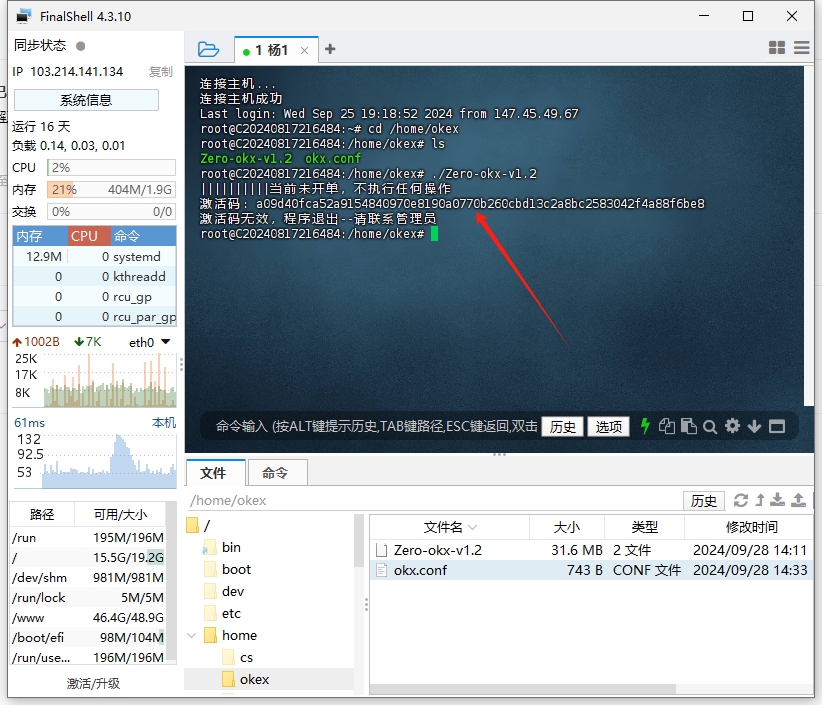 FinalShell 4.3.10
同步状态
IP 103.214.141.134 复制
系统信息
运行 16 天
负载 0.14, 0.03, 0.01
CPU 2%
内存 21% 404M/1.9G
交换 0% 0/0
内存 CPU 命令
12.9M 0 systemd
0 0 kthreadd
0 0 rcu_gp
0 0 rcu_par_gp
1002B 7K eth0
25K
17K
8K
61ms 本机
132
92.5
53
路径 可用/大小
/run 195M/196M
/ 15.5G/19.2G
/dev/shm 981M/981M
/run/lock 5M/5M
/www 46.4G/48.9G
/boot/efi 98M/104M
/run/use... 196M/196M
激活/升级
1 杨1
连接主机...
连接主机成功
Last login: Wed Sep 25 19:18:52 2024 from 147.45.49.67
root@C20240817216484:~# cd /home/okex
root@C20240817216484:/home/okex# ls
Zero-okx-v1.2 okx.conf
root@C20240817216484:/home/okex# ./Zero-okx-v1.2
||||||||||当前未开单，不执行任何操作
激活码: a09d40fca52a9154840970e8190a0770b260cbd13c2a8bc2583042f4a88f6be8
激活码无效，程序退出--请联系管理员
root@C20240817216484:/home/okex#
命令输入 (按ALT键提示历史,TAB键路径,ESC键返回,双击 历史 选项
文件 命令
/home/okex 历史
/
bin
boot
dev
etc
home
cs
okex
文件名 大小 类型 修改时间
Zero-okx-v1.2 31.6 MB 2 文件 2024/09/28 14:11
okx.conf 743 B CONF 文件 2024/09/28 14:33